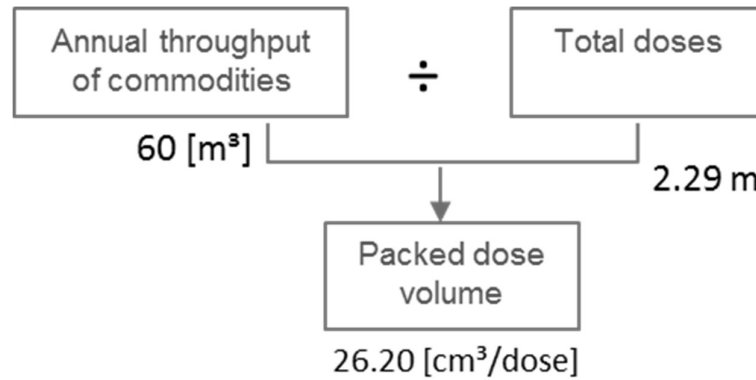 Annual throughput
of commodities
÷
Total doses
60 [m³]
2.29 m
Packed dose
volume
26.20 [cm³/dose]